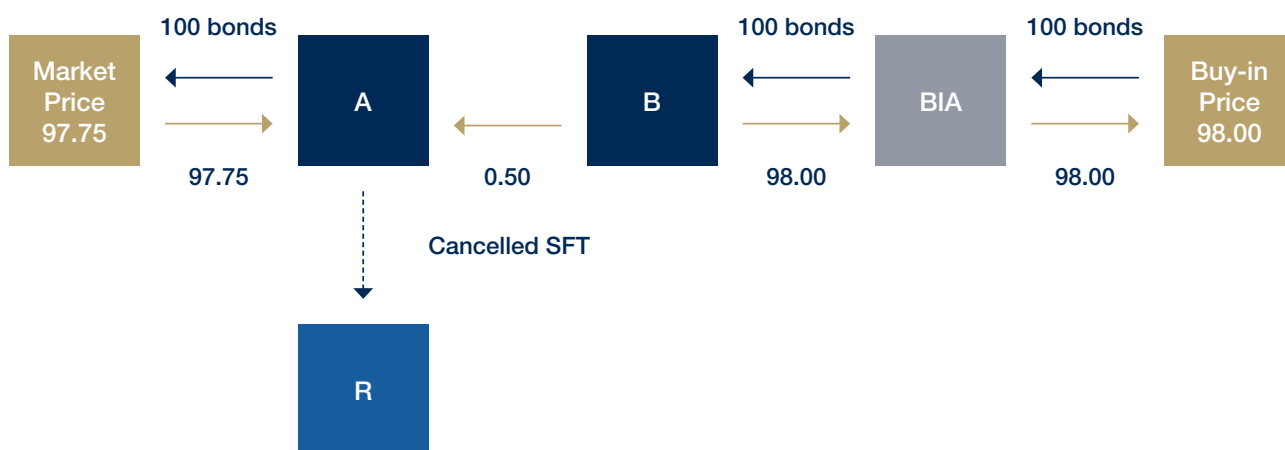 100 bonds
100 bonds
100 bonds
Market
Price
97.75
A
B
BIA
Buy-in
Price
98.00
97.75
0.50
98.00
98.00
Cancelled SFT
R